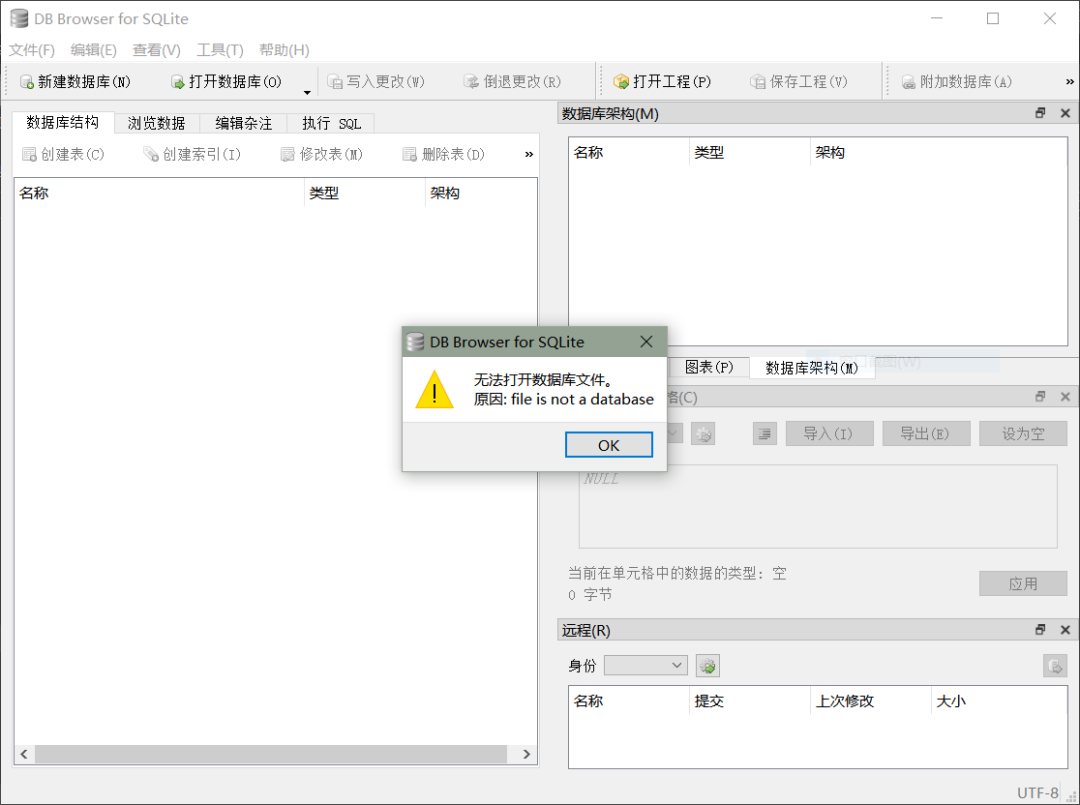 DB Browser for SQLite
文件(F) 编辑(E) 查看(V) 工具(T) 帮助(H)
新建数据库(N) 打开数据库(O) 写入更改(W) 倒退更改(R) 打开工程(P) 保存工程(V) 附加数据库(A) »
数据库结构 浏览数据 编辑杂注 执行 SQL
创建表(C) 创建索引(I) 修改表(M) 删除表(D) »
名称 类型 架构
数据库架构(M)
名称 类型 架构
DB Browser for SQLite
无法打开数据库文件。
原因: file is not a database
OK
图表(P) 数据库架构(M)
格(C)
导入(I) 导出(E) 设为空
NULL
当前在单元格中的数据的类型: 空
0 字节
应用
远程(R)
身份
名称 提交 上次修改 大小
UTF-8